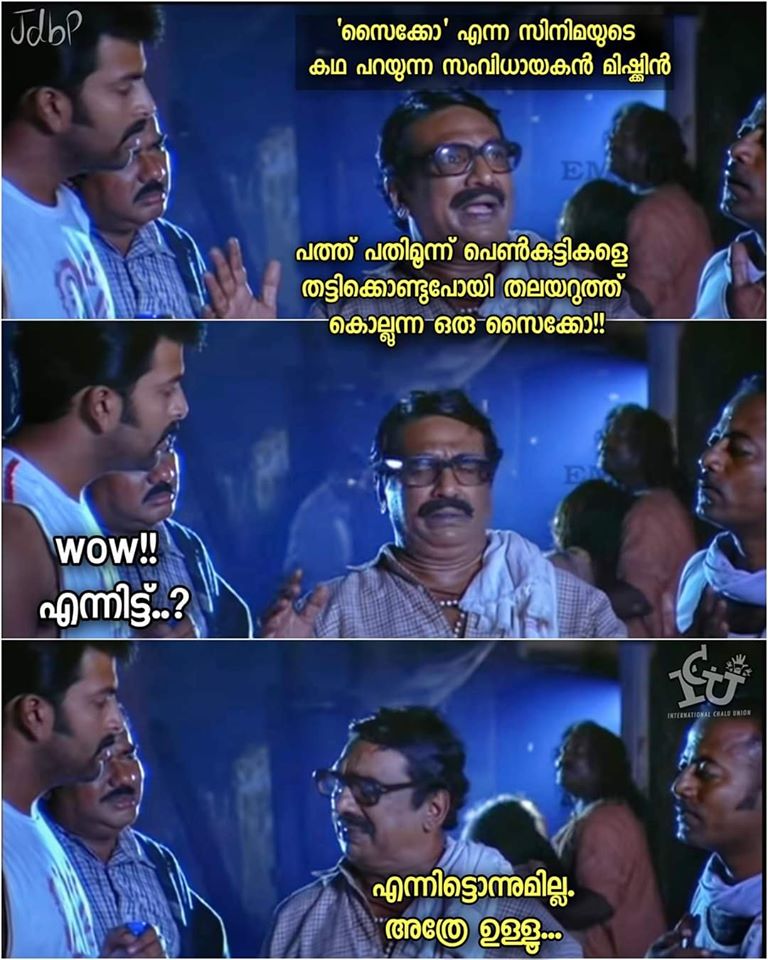 JdbP
'സൈക്കോ' എന്ന സിനിമയുടെ
കഥ പറയുന്ന സംവിധായകൻ മിഷ്കിൻ
പത്ത് പതിമൂന്ന് പെൺകുട്ടികളെ
തട്ടിക്കൊണ്ടുപോയി തലയറുത്ത്
കൊല്ലുന്ന ഒരു സൈക്കോ!!
wow!!
എന്നിട്ട്..?
ICU
INTERNATIONAL CHALU UNION
എന്നിട്ടൊന്നുമില്ല.
അത്രേ ഉള്ളൂ...